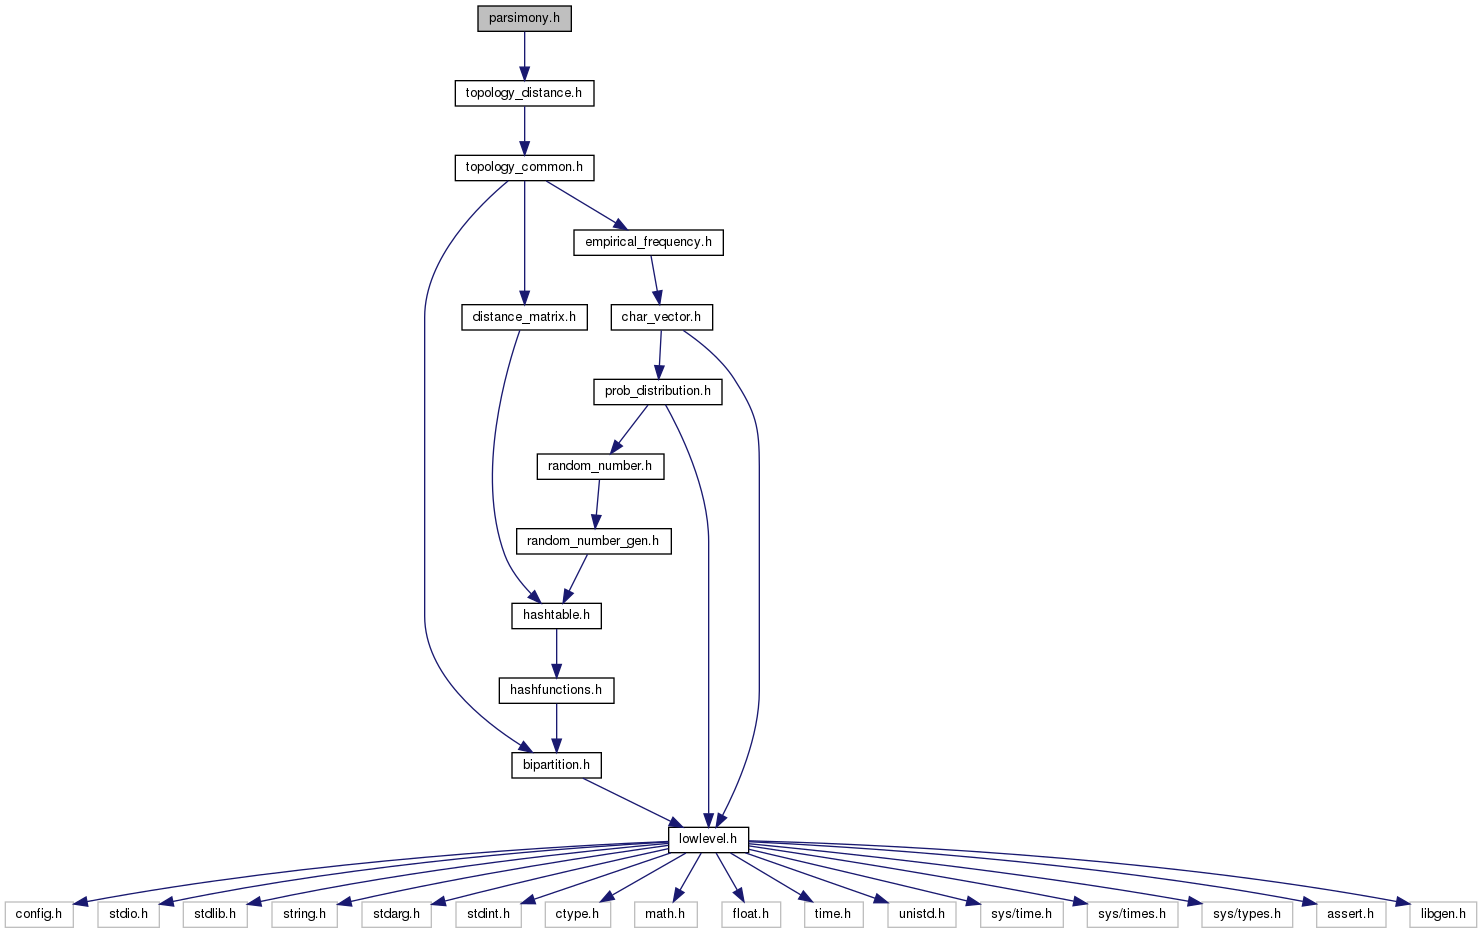 parsimony.h
topology_distance.h
topology_common.h
empirical_frequency.h
distance_matrix.h
char_vector.h
prob_distribution.h
random_number.h
random_number_gen.h
hashtable.h
hashfunctions.h
bipartition.h
lowlevel.h
config.h
stdio.h
stdlib.h
string.h
stdarg.h
stdint.h
ctype.h
math.h
float.h
time.h
unistd.h
sys/time.h
sys/times.h
sys/types.h
assert.h
libgen.h